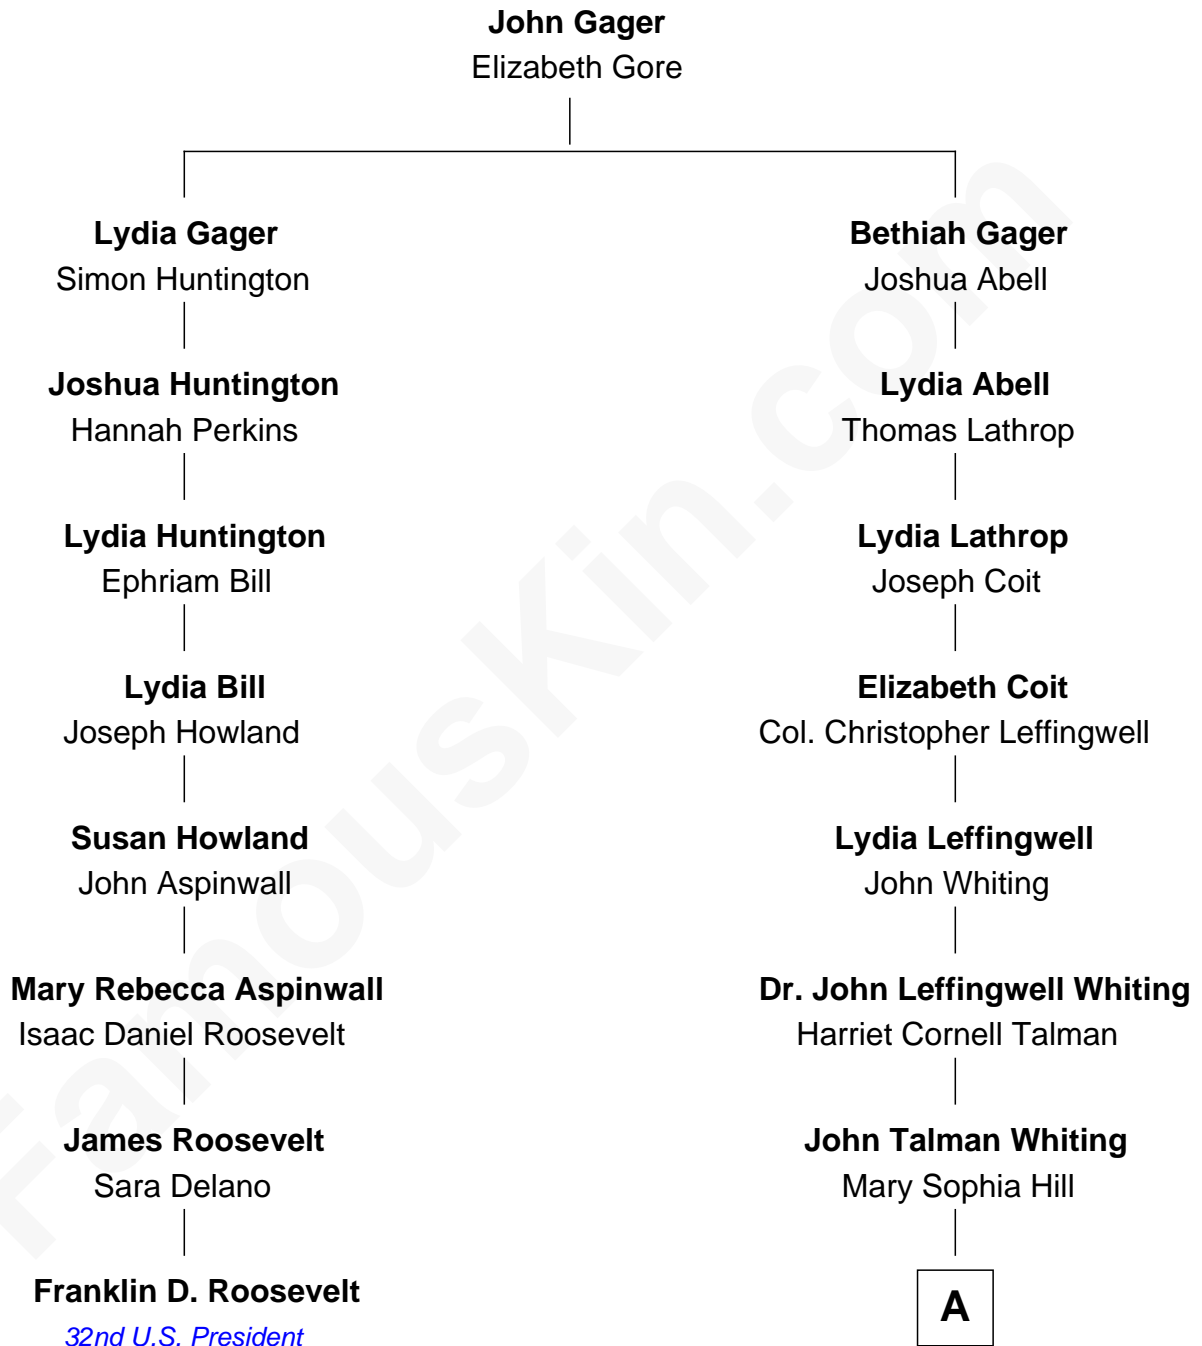 John Gager
Elizabeth Gore
Lydia Gager
Simon Huntington
Bethiah Gager
Joshua Abell
Joshua Huntington
Hannah Perkins
Lydia Abell
Thomas Lathrop
Lydia Huntington
Ephriam Bill
Lydia Lathrop
Joseph Coit
Lydia Bill
Joseph Howland
Elizabeth Coit
Col. Christopher Leffingwell
Susan Howland
John Aspinwall
Lydia Leffingwell
John Whiting
Mary Rebecca Aspinwall
Isaac Daniel Roosevelt
Dr. John Leffingwell Whiting
Harriet Cornell Talman
James Roosevelt
Sara Delano
John Talman Whiting
Mary Sophia Hill
Franklin D. Roosevelt
32nd U.S. President
A
FamousKin.com